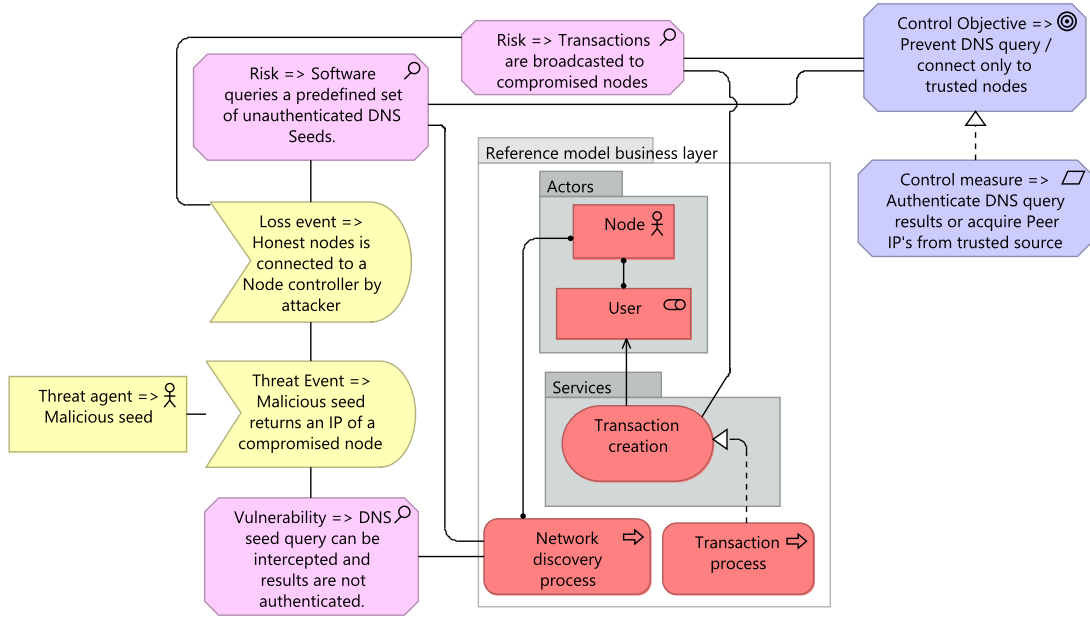 Risk => Transactions
are broadcasted to
compromised nodes
Control Objective =>
Prevent DNS query /
connect only to
trusted nodes
Risk => Software
queries a predefined set
of unauthenticated DNS
Seeds.
Reference model business layer
Actors
Node
User
Control measure =>
Authenticate DNS query
results or acquire Peer
IP's from trusted source
Loss event =>
Honest nodes is
connected to a
Node controller by
attacker
Threat agent =>
Malicious seed
Threat Event =>
Malicious seed
returns an IP of a
compromised node
Services
Transaction
creation
Vulnerability => DNS
seed query can be
intercepted and
results are not
authenticated.
Network
discovery
process
Transaction
process